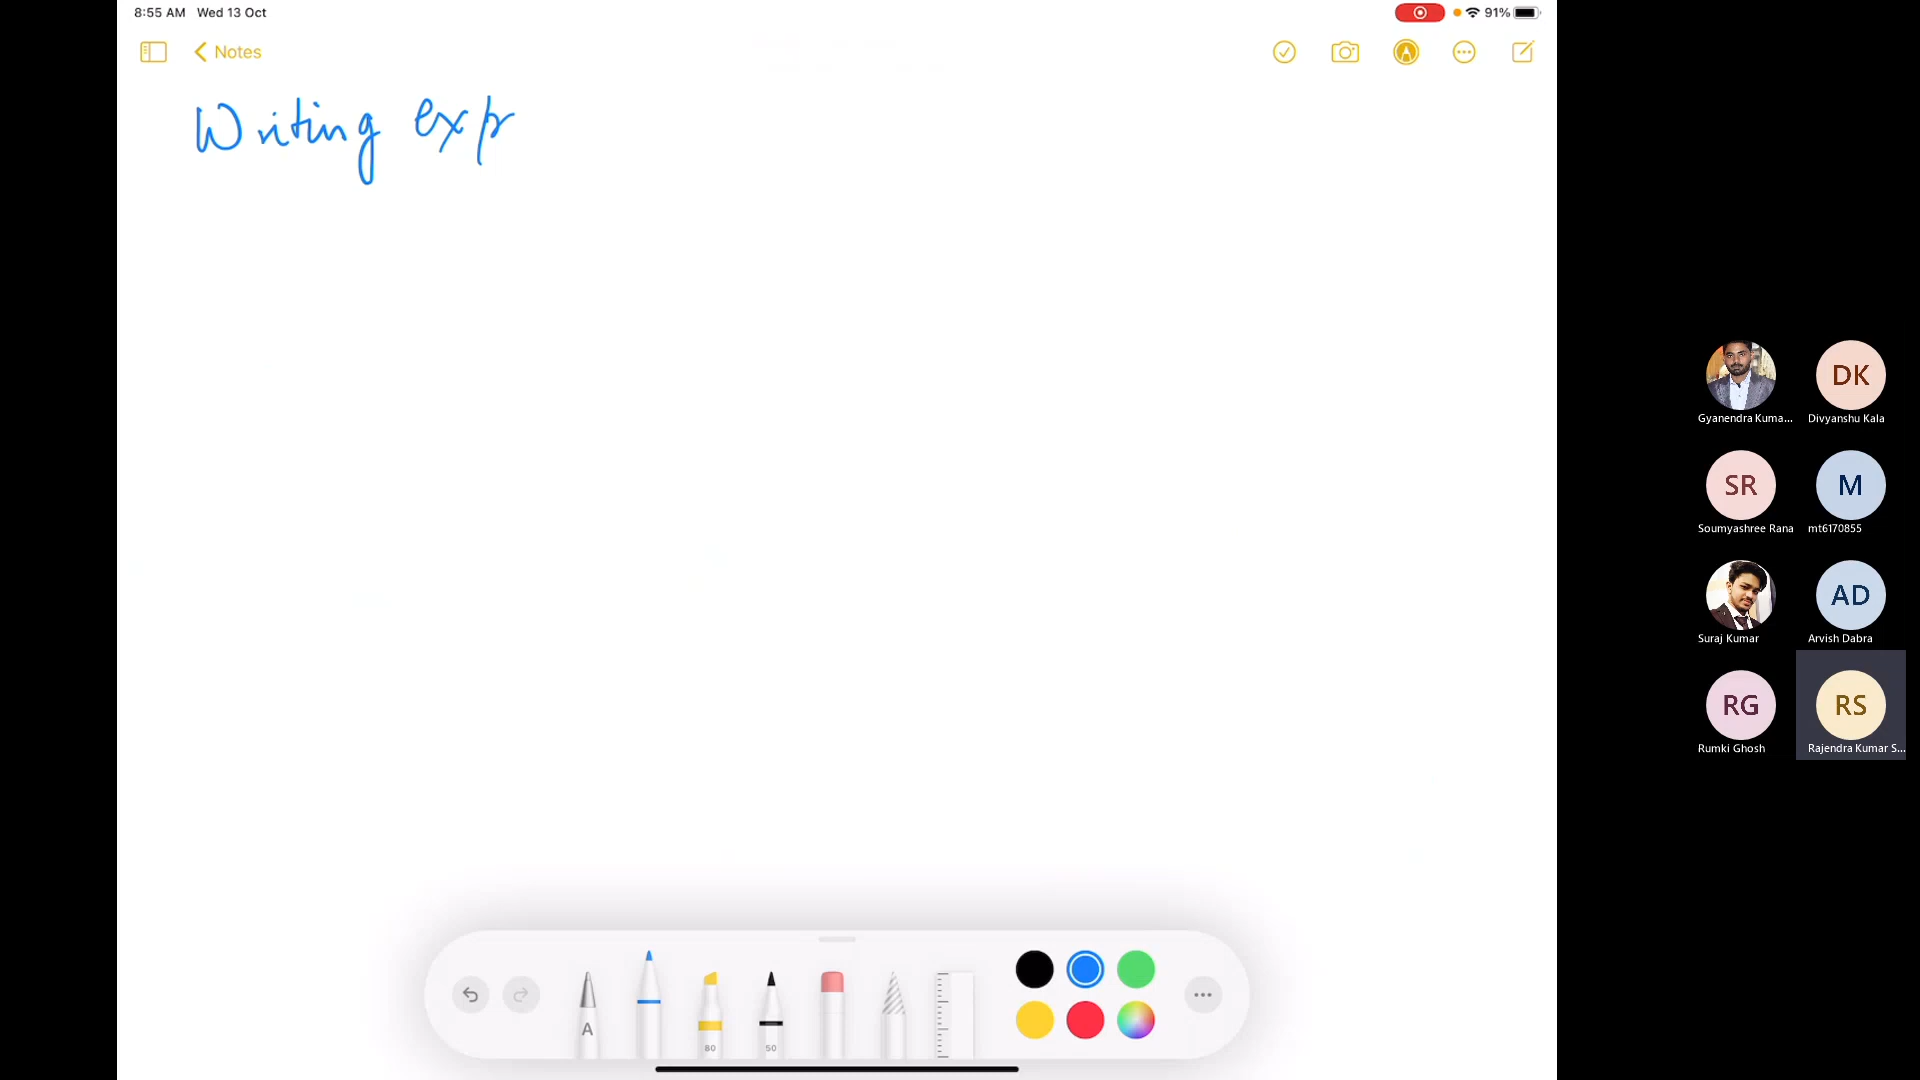 8:55 AM Wed 13 Oct 91%
Notes
Writing exp
Gyanendra Kuma... DK Divyanshu Kala
SR Soumyashree Rana M mt6170855
Suraj Kumar AD Arvish Dabra
RG Rumki Ghosh RS Rajendra Kumar S...
A 80 50